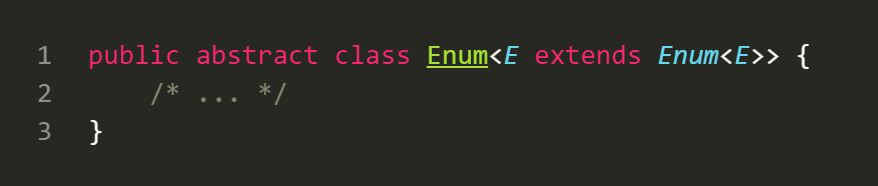 1 public abstract class Enum<E extends Enum<E>> {
2     /* ... */
3 }